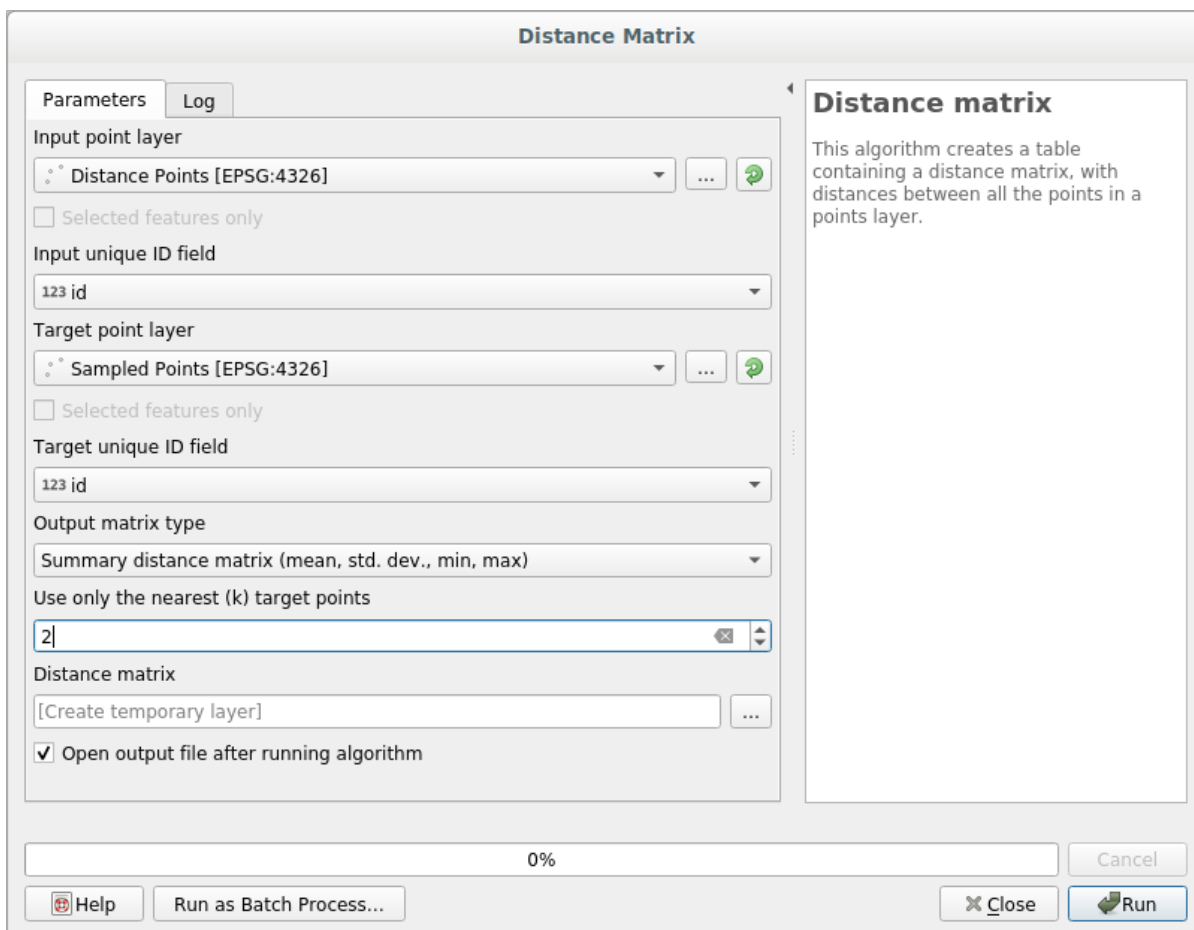 Distance Matrix
Parameters
Log
Input point layer
Distance Points [EPSG:4326]
...
Selected features only
Input unique ID field
123 id
Target point layer
Sampled Points [EPSG:4326]
...
Selected features only
Target unique ID field
123 id
Output matrix type
Summary distance matrix (mean, std. dev., min, max)
Use only the nearest (k) target points
2
Distance matrix
[Create temporary layer]
...
Open output file after running algorithm
Distance matrix
This algorithm creates a table
containing a distance matrix, with
distances between all the points in a
points layer.
0%
Cancel
Help
Run as Batch Process...
Close
Run